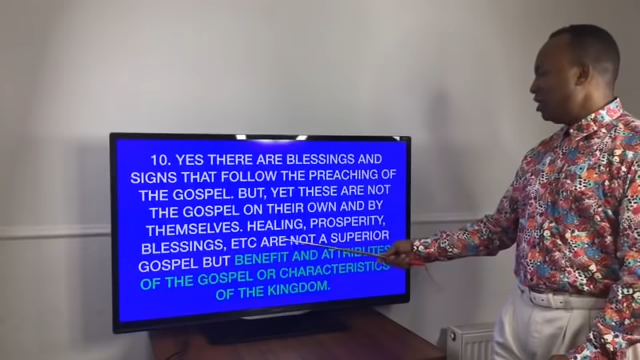 10. YES THERE ARE BLESSINGS AND
SIGNS THAT FOLLOW THE PREACHING OF
THE GOSPEL. BUT, YET THESE ARE NOT
THE GOSPEL ON THEIR OWN AND BY
THEMSELVES. HEALING, PROSPERITY,
BLESSINGS, ETC ARE NOT A SUPERIOR
GOSPEL BUT BENEFIT AND ATTRIBUTES
OF THE GOSPEL OR CHARACTERISTICS
OF THE KINGDOM.